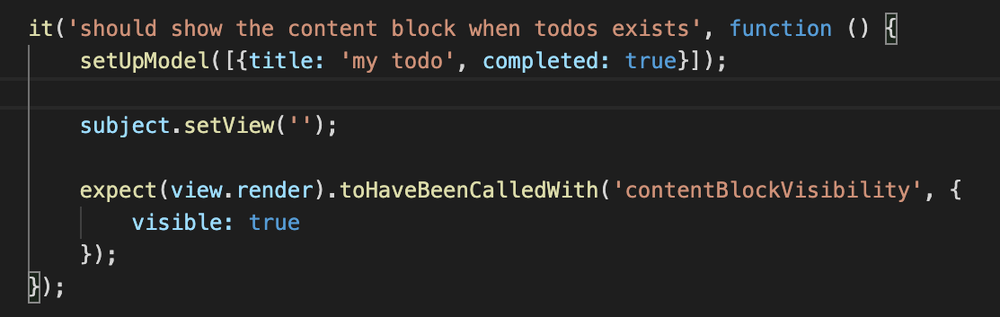 it('should show the content block when todos exists', function () {
    setUpModel([{title: 'my todo', completed: true}]);

    subject.setView('');

    expect(view.render).toHaveBeenCalledWith('contentBlockVisibility', {
        visible: true
    });
});